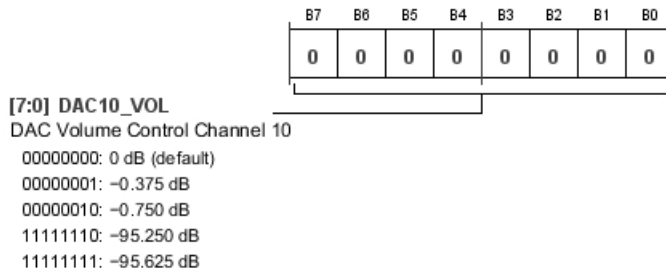 B7 B6 B5 B4 B3 B2 B1 B0
0 0 0 0 0 0 0 0
[7:0] DAC10_VOL
DAC Volume Control Channel 10
00000000: 0 dB (default)
00000001: −0.375 dB
00000010: −0.750 dB
11111110: −95.250 dB
11111111: −95.625 dB